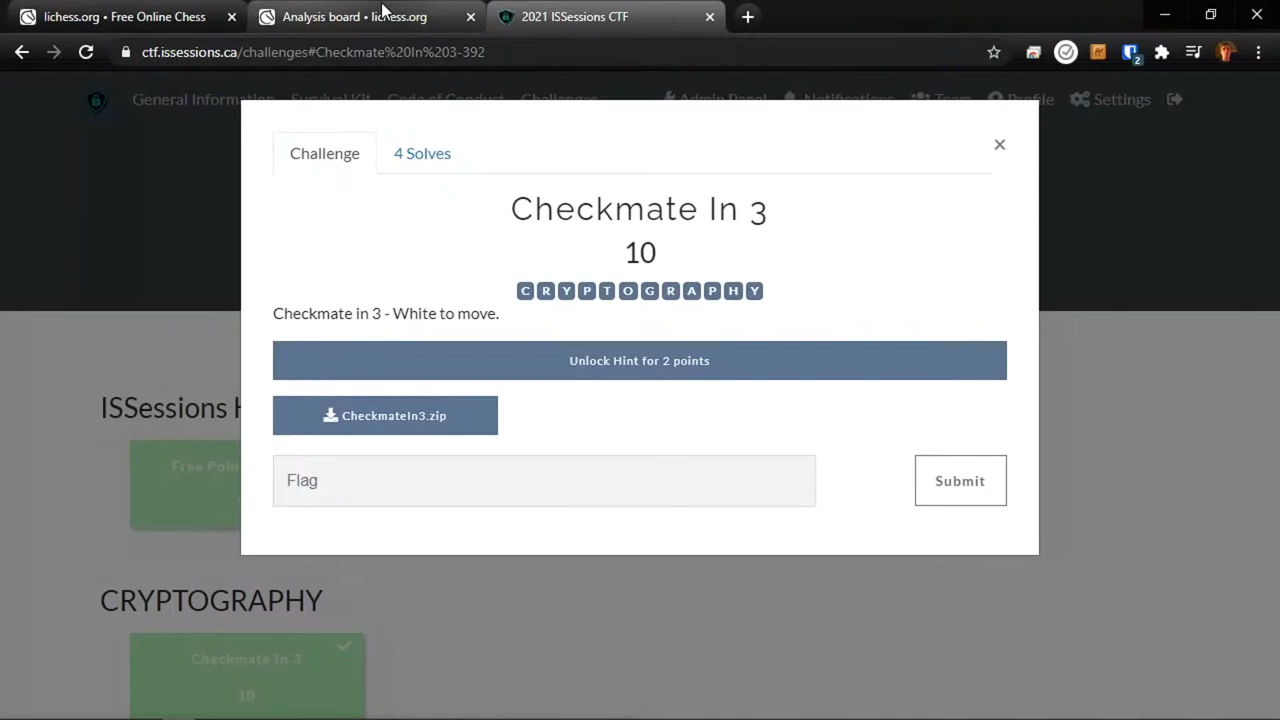 lichess.org • Free Online Chess
Analysis board • lichess.org
2021 ISSessions CTF
ctf.issessions.ca/challenges#Checkmate%20In%203-392
2
General Information Survival Kit Code of Conduct Challenges Admin Panel Notifications Team Profile Settings
Challenge
4 Solves
Checkmate In 3
10
CRYPTOGRAPHY
Checkmate in 3 - White to move.
Unlock Hint for 2 points
CheckmateIn3.zip
Flag
Submit
ISSessions
Free Poin
CRYPTOGRAPHY
Checkmate In 3
10